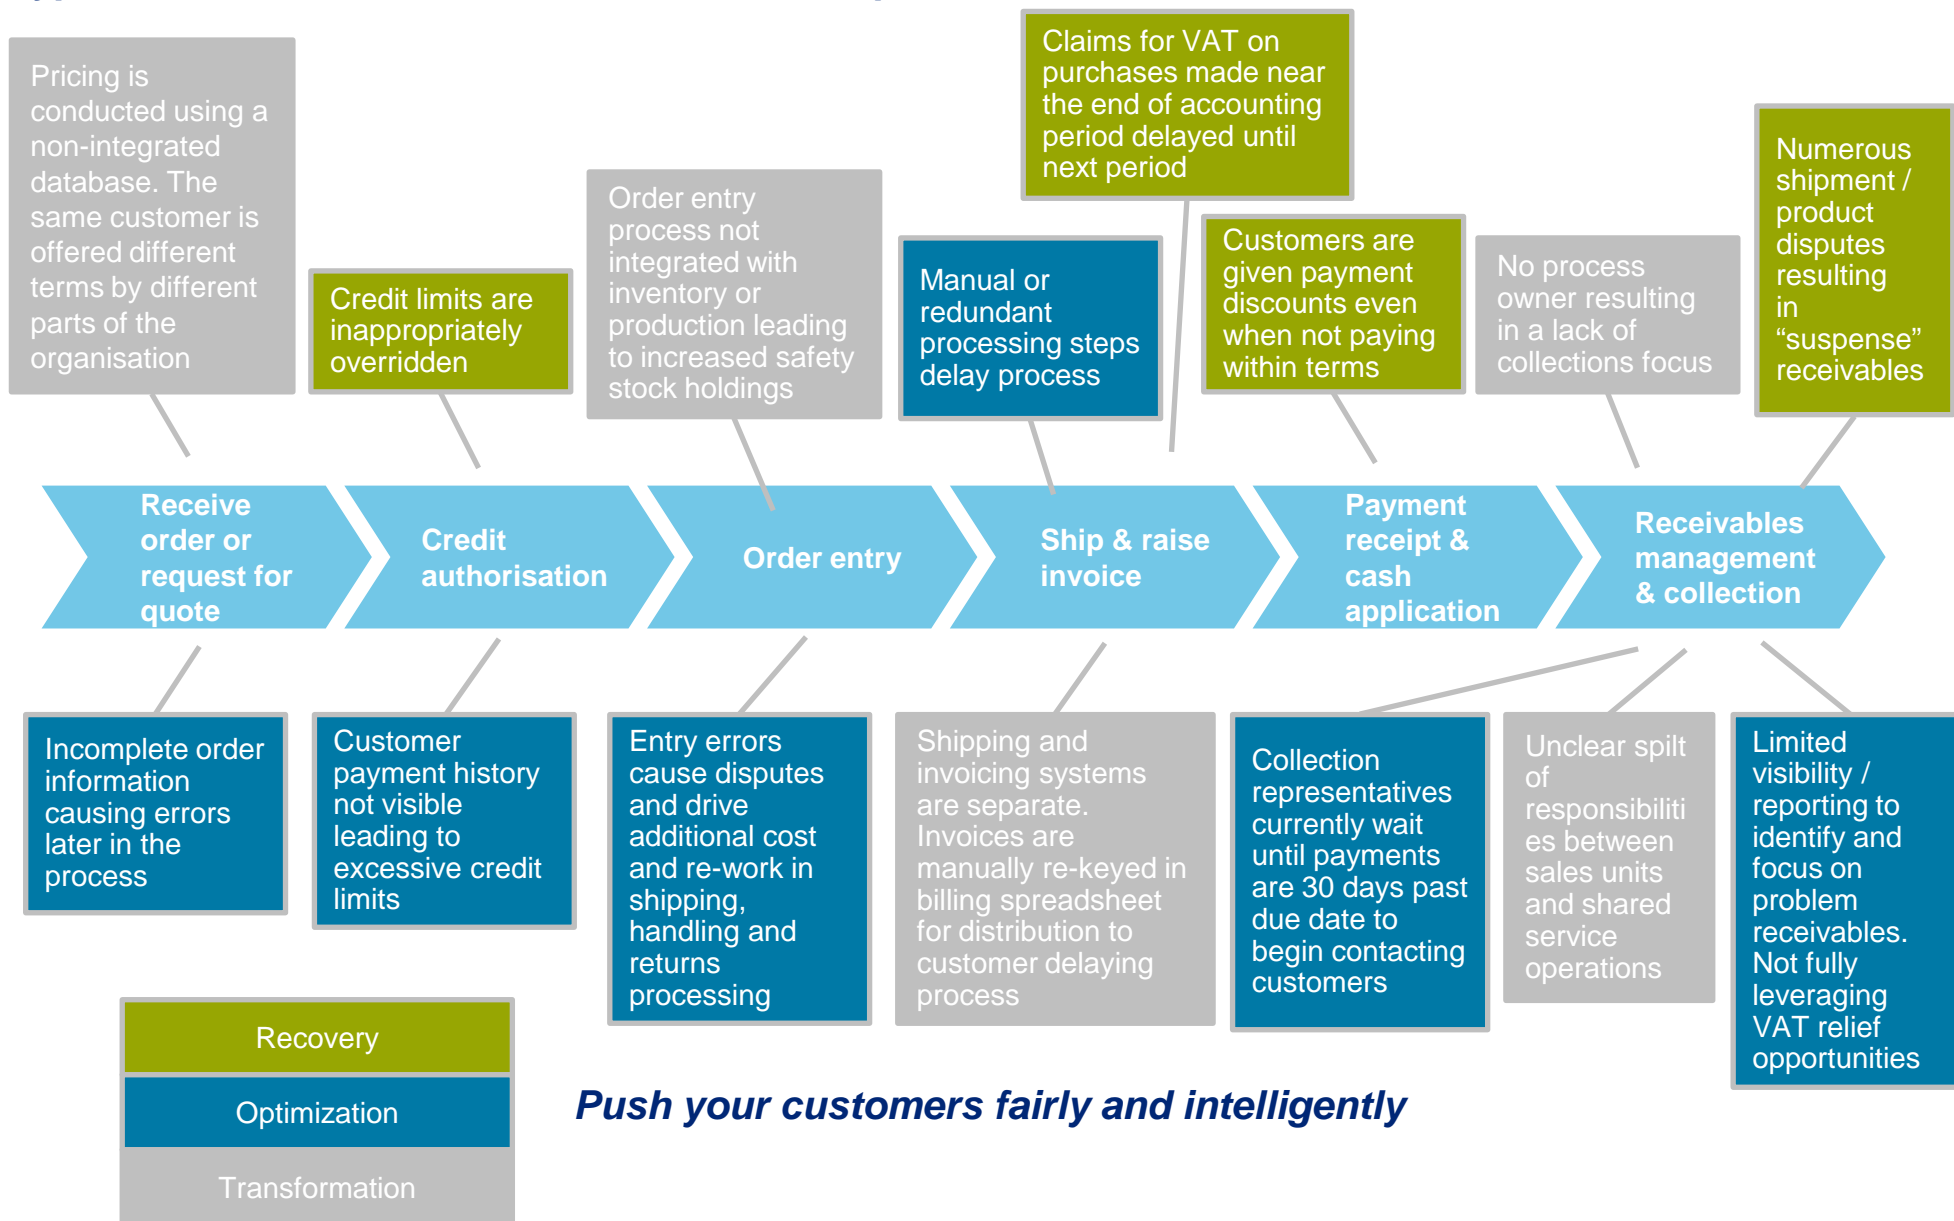 Pricing is
conducted using a
non-integrated
database. The
same customer is
offered different
terms by different
parts of the
organisation
Credit limits are
inappropriately
overridden
Order entry
process not
integrated with
inventory or
production leading
to increased safety
stock holdings
Manual or
redundant
processing steps
delay process
Claims for VAT on
purchases made near
the end of accounting
period delayed until
next period
Customers are
given payment
discounts even
when not paying
within terms
No process
owner resulting
in a lack of
collections focus
Numerous
shipment /
product
disputes
resulting
in
“suspense”
receivables
Receive
order or
request for
quote
Credit
authorisation
Order entry
Ship & raise
invoice
Payment
receipt &
cash
application
Receivables
management
& collection
Incomplete order
information
causing errors
later in the
process
Customer
payment history
not visible
leading to
excessive credit
limits
Entry errors
cause disputes
and drive
additional cost
and re-work in
shipping,
handling and
returns
processing
Shipping and
invoicing systems
are separate.
Invoices are
manually re-keyed in
billing spreadsheet
for distribution to
customer delaying
process
Collection
representatives
currently wait
until payments
are 30 days past
due date to
begin contacting
customers
Unclear spilt
of
responsibiliti
es between
sales units
and shared
service
operations
Limited
visibility /
reporting to
identify and
focus on
problem
receivables.
Not fully
leveraging
VAT relief
opportunities
Recovery
Optimization
Transformation
Push your customers fairly and intelligently